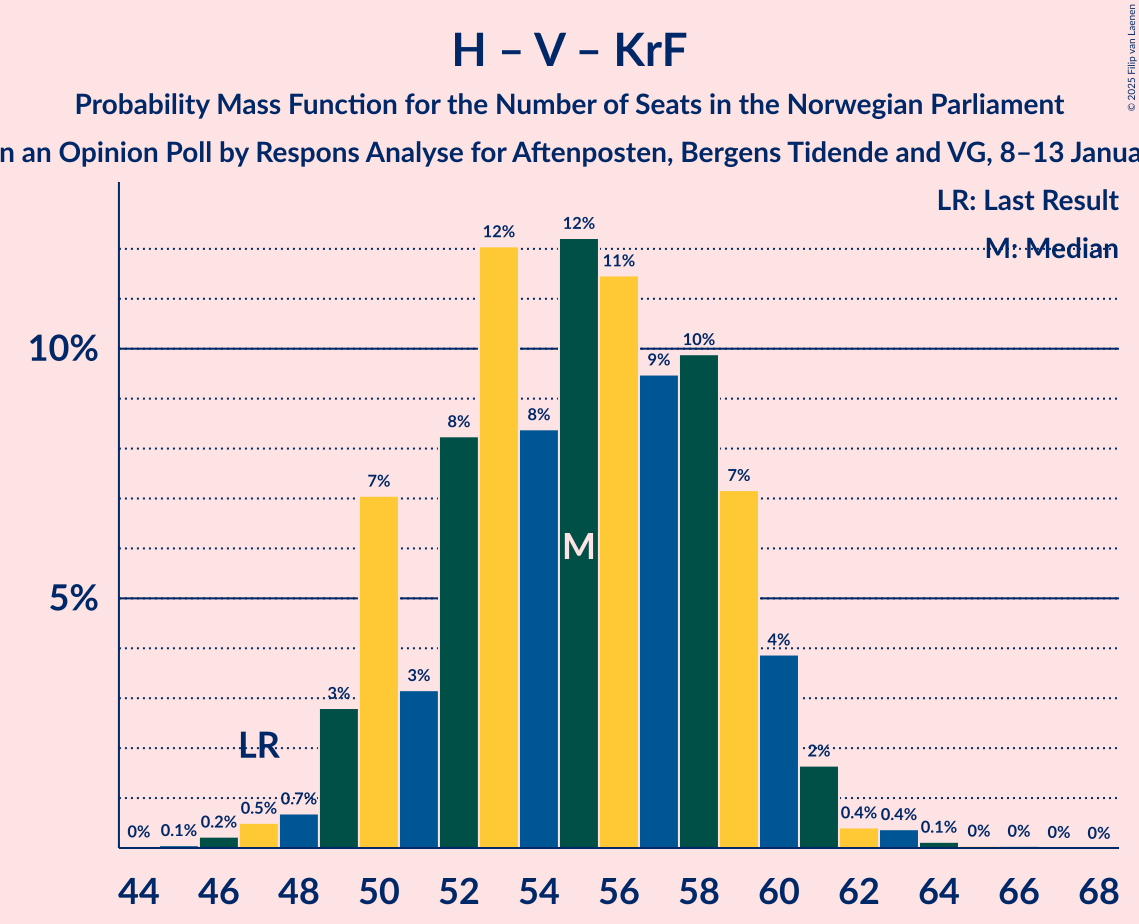 H – V – KrF
Probability Mass Function for the Number of Seats in the Norwegian Parliament
n an Opinion Poll by Respons Analyse for Aftenposten, Bergens Tidende and VG, 8–13 Janua
© 2025 Filip van Laenen
LR: Last Result
M: Median
10%
5%
0% 0.1% 0.2% 0.5% 0.7% 3% 7% 3% 8% 12% 8% 12% 11% 9% 10% 7% 4% 2% 0.4% 0.4% 0.1% 0% 0% 0% 0%
LR
M
44 46 48 50 52 54 56 58 60 62 64 66 68